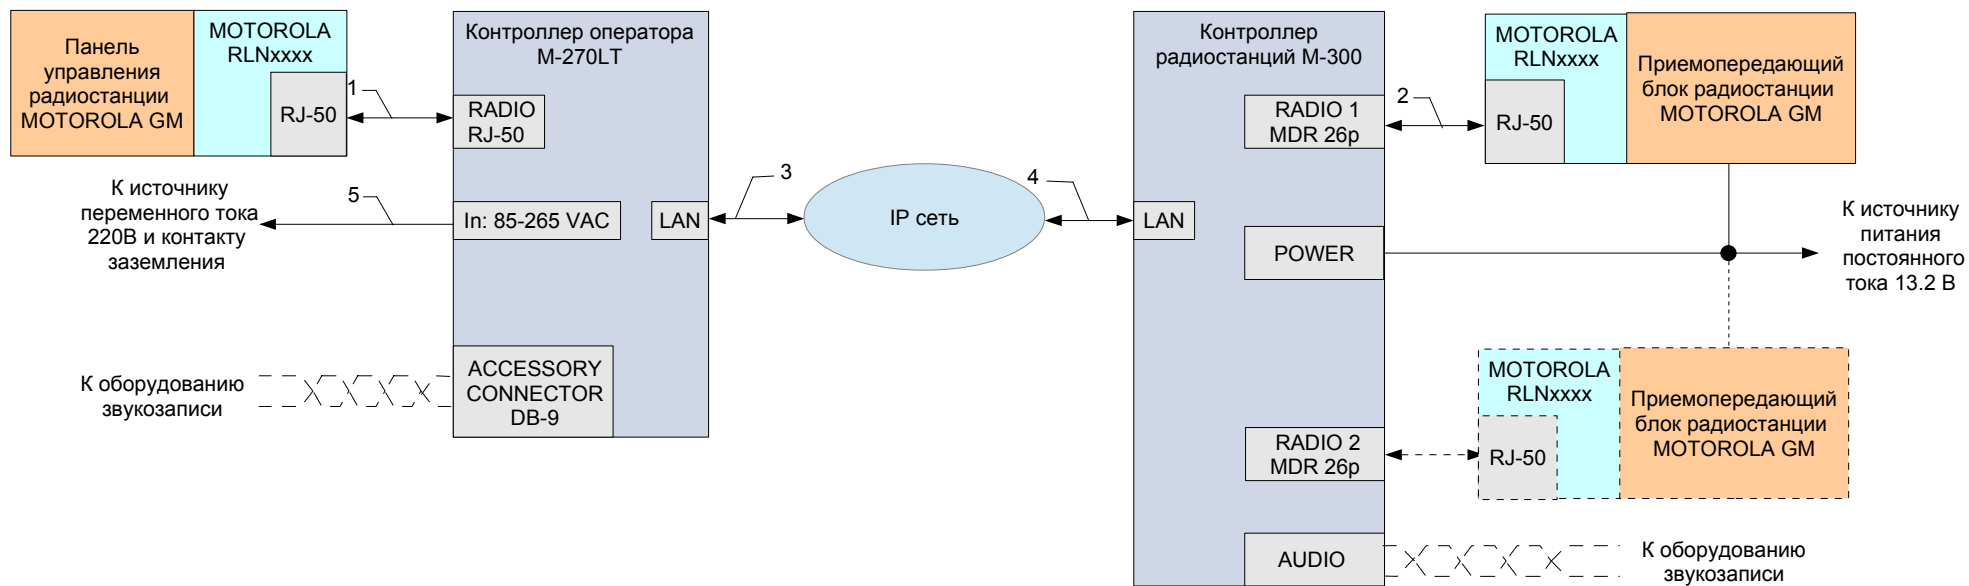 Панель
управления
радиостанции
MOTOROLA GM
MOTOROLA
RLNxxxx
RJ-50
1
Контроллер оператора
M-270LT
RADIO
RJ-50
К источнику
переменного тока
220В и контакту
заземления
5
In: 85-265 VAC
LAN
3
IP сеть
4
К оборудованию
звукозаписи
ACCESSORY
CONNECTOR
DB-9
Контроллер
радиостанций М-300
RADIO 1
MDR 26p
2
MOTOROLA
RLNxxxx
RJ-50
Приемопередающий
блок радиостанции
MOTOROLA GM
LAN
POWER
К источнику
питания
постоянного
тока 13.2 В
RADIO 2
MDR 26p
MOTOROLA
RLNxxxx
RJ-50
Приемопередающий
блок радиостанции
MOTOROLA GM
AUDIO
К оборудованию
звукозаписи